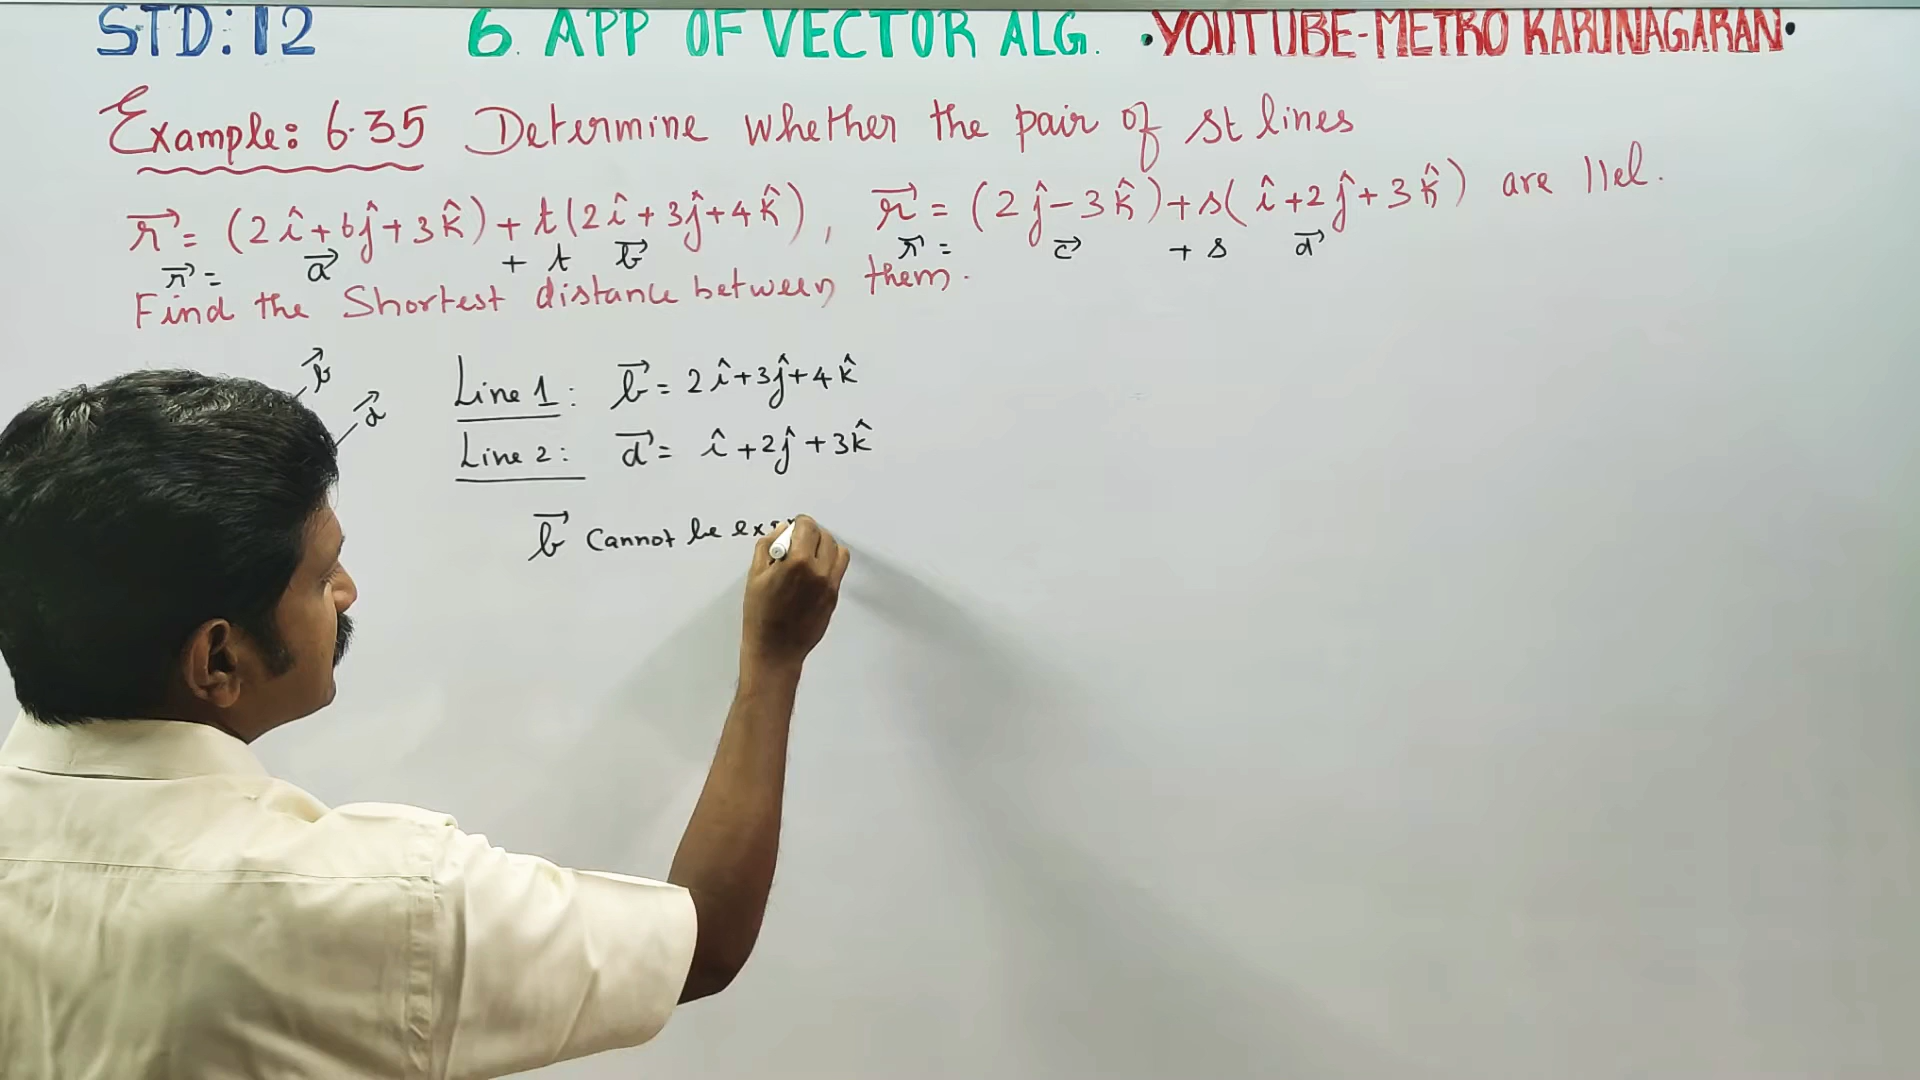 STD: 12 6. APP OF VECTOR ALG. •YOUTUBE-METRO KARUNAGARAN•
Example: 6.35 Determine whether the pair of st lines
r⃗ = (2î+6ĵ+3k̂)+t(2î+3ĵ+4k̂), r⃗ = (2ĵ-3k̂)+s(î+2ĵ+3k̂) are ||el.
r⃗ = a⃗ + t b⃗ r⃗ = c⃗ + s d⃗
Find the Shortest distance between them.
b⃗
d⃗
Line 1: b⃗ = 2î+3ĵ+4k̂
Line 2: d⃗ = î+2ĵ+3k̂
b⃗ Cannot be